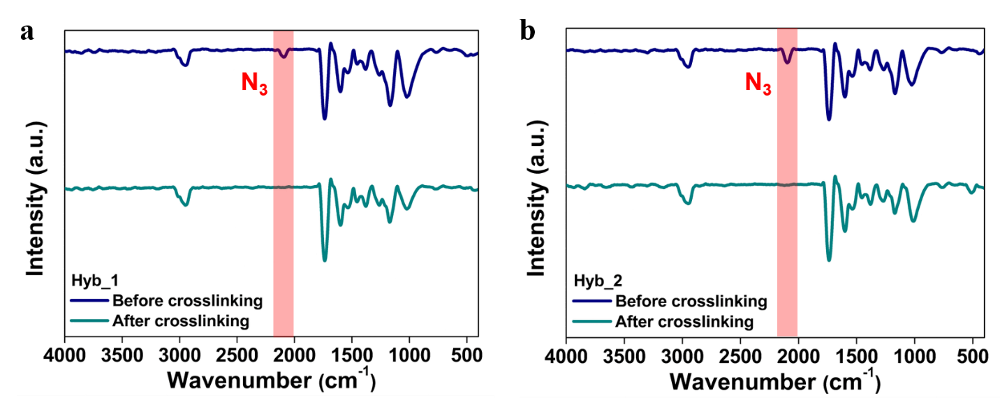 a
N₃
Intensity (a.u.)
Hyb_1
Before crosslinking
After crosslinking
4000 3500 3000 2500 2000 1500 1000 500
Wavenumber (cm⁻¹)
b
N₃
Intensity (a.u.)
Hyb_2
Before crosslinking
After crosslinking
4000 3500 3000 2500 2000 1500 1000 500
Wavenumber (cm⁻¹)